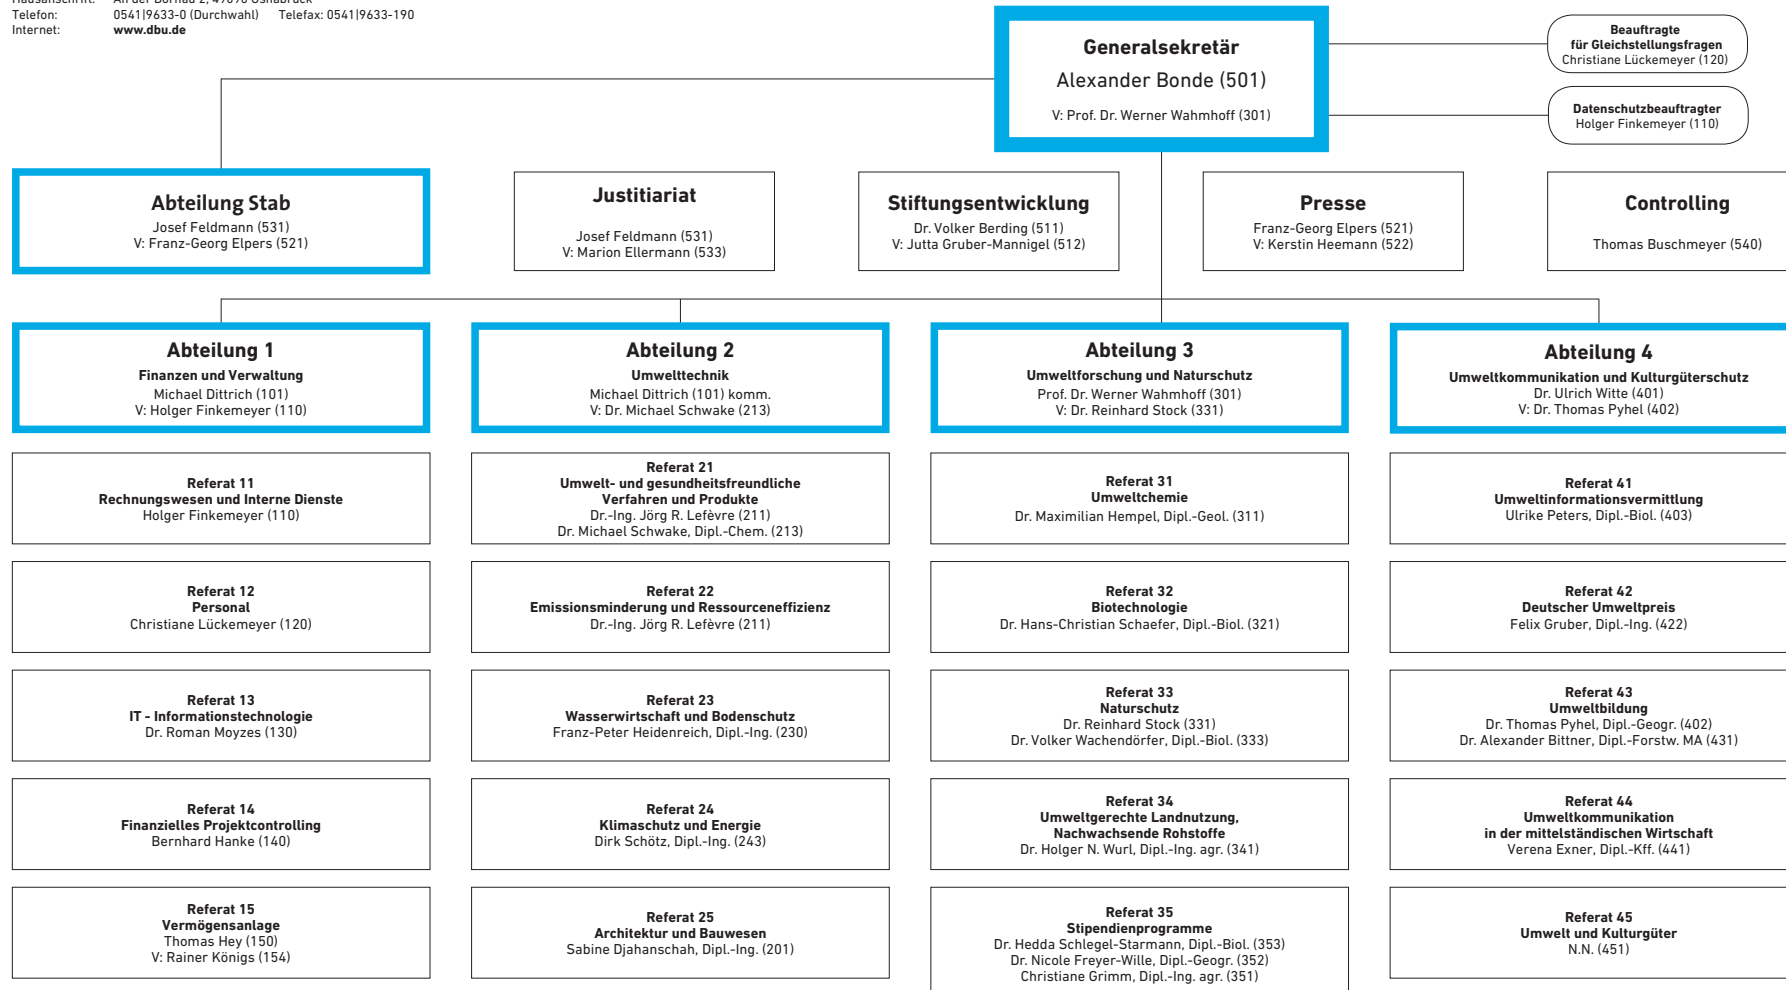 Hausanschrift: An der Bornau 2, 49090 Osnabrück
Telefon: 0541|9633-0 (Durchwahl) Telefax: 0541|9633-190
Internet: www.dbu.de
Generalsekretär
Alexander Bonde (501)
V: Prof. Dr. Werner Wahmhoff (301)
Beauftragte
für Gleichstellungsfragen
Christiane Lückemeyer (120)
Datenschutzbeauftragter
Holger Finkemeyer (110)
Abteilung Stab
Josef Feldmann (531)
V: Franz-Georg Elpers (521)
Justitiariat
Josef Feldmann (531)
V: Marion Ellermann (533)
Stiftungsentwicklung
Dr. Volker Berding (511)
V: Jutta Gruber-Mannigel (512)
Presse
Franz-Georg Elpers (521)
V: Kerstin Heemann (522)
Controlling
Thomas Buschmeyer (540)
Abteilung 1
Finanzen und Verwaltung
Michael Dittrich (101)
V: Holger Finkemeyer (110)
Abteilung 2
Umwelttechnik
Michael Dittrich (101) komm.
V: Dr. Michael Schwake (213)
Abteilung 3
Umweltforschung und Naturschutz
Prof. Dr. Werner Wahmhoff (301)
V: Dr. Reinhard Stock (331)
Abteilung 4
Umweltkommunikation und Kulturgüterschutz
Dr. Ulrich Witte (401)
V: Dr. Thomas Pyhel (402)
Referat 11
Rechnungswesen und Interne Dienste
Holger Finkemeyer (110)
Referat 21
Umwelt- und gesundheitsfreundliche
Verfahren und Produkte
Dr.-Ing. Jörg R. Lefèvre (211)
Dr. Michael Schwake, Dipl.-Chem. (213)
Referat 31
Umweltchemie
Dr. Maximilian Hempel, Dipl.-Geol. (311)
Referat 41
Umweltinformationsvermittlung
Ulrike Peters, Dipl.-Biol. (403)
Referat 12
Personal
Christiane Lückemeyer (120)
Referat 22
Emissionsminderung und Ressourceneffizienz
Dr.-Ing. Jörg R. Lefèvre (211)
Referat 32
Biotechnologie
Dr. Hans-Christian Schaefer, Dipl.-Biol. (321)
Referat 42
Deutscher Umweltpreis
Felix Gruber, Dipl.-Ing. (422)
Referat 13
IT - Informationstechnologie
Dr. Roman Moyzes (130)
Referat 23
Wasserwirtschaft und Bodenschutz
Franz-Peter Heidenreich, Dipl.-Ing. (230)
Referat 33
Naturschutz
Dr. Reinhard Stock (331)
Dr. Volker Wachendörfer, Dipl.-Biol. (333)
Referat 43
Umweltbildung
Dr. Thomas Pyhel, Dipl.-Geogr. (402)
Dr. Alexander Bittner, Dipl.-Forstw. MA (431)
Referat 14
Finanzielles Projektcontrolling
Bernhard Hanke (140)
Referat 24
Klimaschutz und Energie
Dirk Schötz, Dipl.-Ing. (243)
Referat 34
Umweltgerechte Landnutzung,
Nachwachsende Rohstoffe
Dr. Holger N. Wurl, Dipl.-Ing. agr. (341)
Referat 44
Umweltkommunikation
in der mittelständischen Wirtschaft
Verena Exner, Dipl.-Kff. (441)
Referat 15
Vermögensanlage
Thomas Hey (150)
V: Rainer Königs (154)
Referat 25
Architektur und Bauwesen
Sabine Djahanschah, Dipl.-Ing. (201)
Referat 35
Stipendienprogramme
Dr. Hedda Schlegel-Starmann, Dipl.-Biol. (353)
Dr. Nicole Freyer-Wille, Dipl.-Geogr. (352)
Christiane Grimm, Dipl.-Ing. agr. (351)
Referat 45
Umwelt und Kulturgüter
N.N. (451)